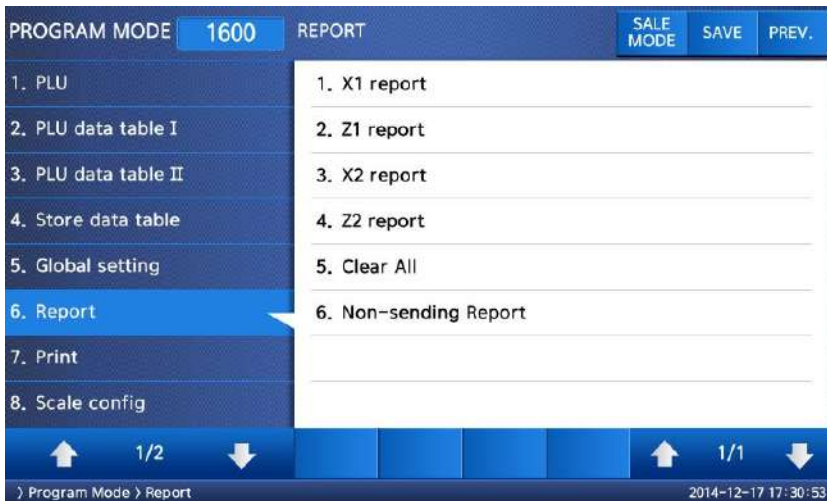 PROGRAM MODE 1600 REPORT SALE MODE SAVE PREV.
1. PLU
2. PLU data table I
3. PLU data table II
4. Store data table
5. Global setting
6. Report
7. Print
8. Scale config
1. X1 report
2. Z1 report
3. X2 report
4. Z2 report
5. Clear All
6. Non-sending Report
1/2
1/1
> Program Mode > Report
2014-12-17 17:30:53